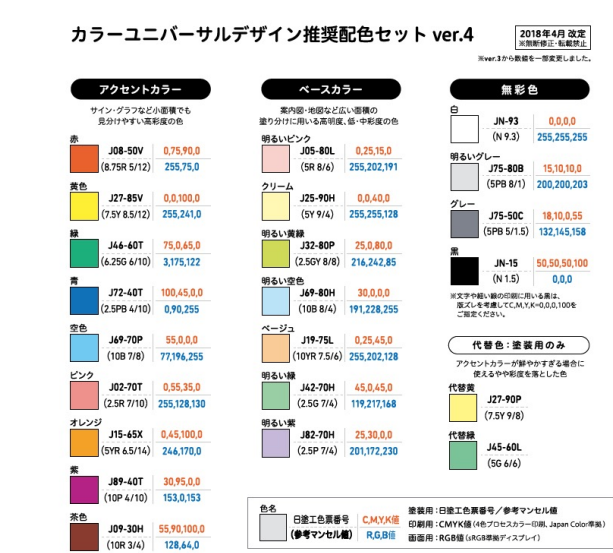 カラーユニバーサルデザイン推奨配色セット ver.4
2018年4月 改定
※無断修正・転載禁止
※ver.3から数値を一部変更しました。
アクセントカラー
サイン・グラフなど小面積でも
見分けやすい高彩度の色
赤
J08-50V 0,75,90,0
(8.75R 5/12) 255,75,0
黄色
J27-85V 0,0,100,0
(7.5Y 8.5/12) 255,241,0
緑
J46-60T 75,0,65,0
(6.25G 6/10) 3,175,122
青
J72-40T 100,45,0,0
(2.5PB 4/10) 0,90,255
空色
J69-70P 55,0,0,0
(10B 7/8) 77,196,255
ピンク
J02-70T 0,55,35,0
(2.5R 7/10) 255,128,130
オレンジ
J15-65X 0,45,100,0
(5YR 6.5/14) 246,170,0
紫
J89-40T 30,95,0,0
(10P 4/10) 153,0,153
茶色
J09-30H 55,90,100,0
(10R 3/4) 128,64,0
ベースカラー
案内図・地図など広い面積の
塗り分けに用いる高明度、低・中彩度の色
明るいピンク
J05-80L 0,25,15,0
(5R 8/6) 255,202,191
クリーム
J25-90H 0,0,40,0
(5Y 9/4) 255,255,128
明るい黄緑
J32-80P 25,0,80,0
(2.5GY 8/8) 216,242,85
明るい空色
J69-80H 30,0,0,0
(10B 8/4) 191,228,255
ベージュ
J19-75L 0,25,45,0
(10YR 7.5/6) 255,202,128
明るい緑
J42-70H 45,0,45,0
(2.5G 7/4) 119,217,168
明るい紫
J82-70H 25,30,0,0
(2.5P 7/4) 201,172,230
無彩色
白
JN-93 0,0,0,0
(N 9.3) 255,255,255
明るいグレー
J75-80B 15,10,10,0
(5PB 8/1) 200,200,203
グレー
J75-50C 18,10,0,55
(5PB 5/1.5) 132,145,158
黒
JN-15 50,50,50,100
(N 1.5) 0,0,0
※文字や細い線の印刷に用いる黒は、
版ズレを考慮してC,M,Y,K=0,0,0,100を
ご指定ください。
代替色：塗装用のみ
アクセントカラーが鮮やかすぎる場合に
使えるやや彩度を落とした色
代替黄
J27-90P
(7.5Y 9/8)
代替緑
J45-60L
(5G 6/6)
色名
日塗工色票番号 C,M,Y,K値
(参考マンセル値) R,G,B値
塗装用：日塗工色票番号／参考マンセル値
印刷用：CMYK値(4色プロセスカラー印刷、Japan Color準拠)
画面用：RGB値(sRGB準拠ディスプレイ)